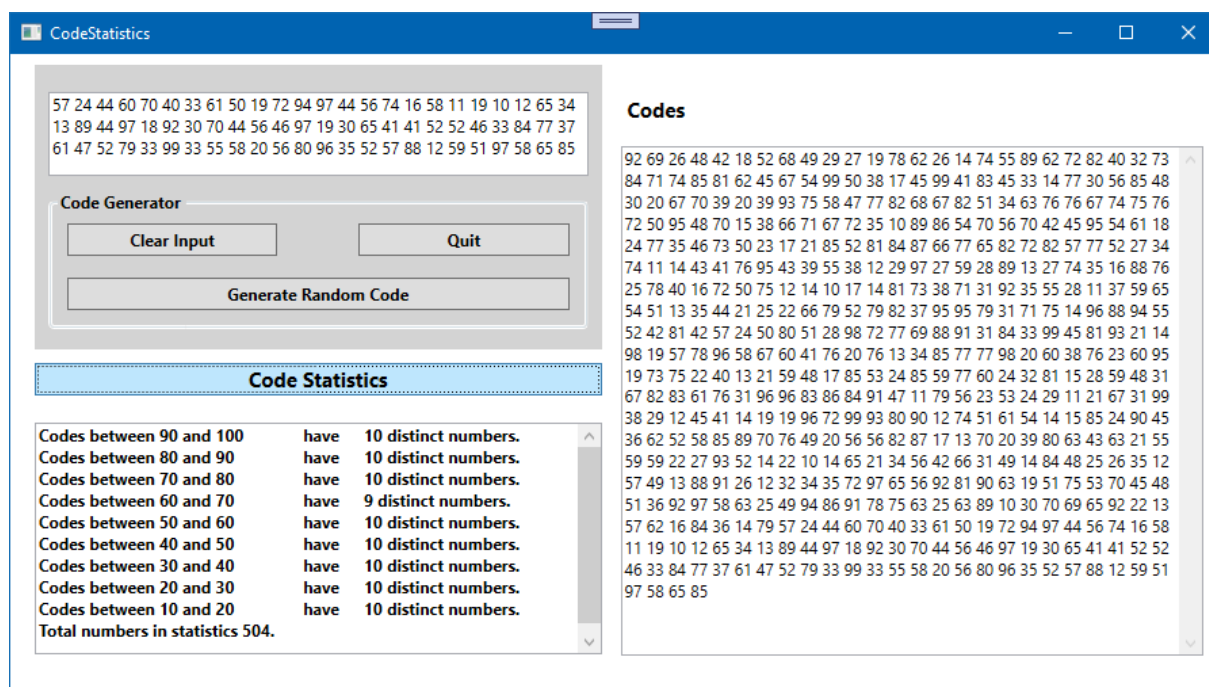 CodeStatistics
57 24 44 60 70 40 33 61 50 19 72 94 97 44 56 74 16 58 11 19 10 12 65 34
13 89 44 97 18 92 30 70 44 56 46 97 19 30 65 41 41 52 52 46 33 84 77 37
61 47 52 79 33 99 33 55 58 20 56 80 96 35 52 57 88 12 59 51 97 58 65 85
Code Generator
Clear Input
Quit
Generate Random Code
Code Statistics
Codes between 90 and 100 have 10 distinct numbers.
Codes between 80 and 90 have 10 distinct numbers.
Codes between 70 and 80 have 10 distinct numbers.
Codes between 60 and 70 have 9 distinct numbers.
Codes between 50 and 60 have 10 distinct numbers.
Codes between 40 and 50 have 10 distinct numbers.
Codes between 30 and 40 have 10 distinct numbers.
Codes between 20 and 30 have 10 distinct numbers.
Codes between 10 and 20 have 10 distinct numbers.
Total numbers in statistics 504.
Codes
92 69 26 48 42 18 52 68 49 29 27 19 78 62 26 14 74 55 89 62 72 82 40 32 73
84 71 74 85 81 62 45 67 54 99 50 38 17 45 99 41 83 45 33 14 77 30 56 85 48
30 20 67 70 39 20 39 93 75 58 47 77 82 68 67 82 51 34 63 76 76 67 74 75 76
72 50 95 48 70 15 38 66 71 67 72 35 10 89 86 54 70 56 70 42 45 95 54 61 18
24 77 35 46 73 50 23 17 21 85 52 81 84 87 66 77 65 82 72 82 57 77 52 27 34
74 11 14 43 41 76 95 43 39 55 38 12 29 97 27 59 28 89 13 27 74 35 16 88 76
25 78 40 16 72 50 75 12 14 10 17 14 81 73 38 71 31 92 35 55 28 11 37 59 65
54 51 13 35 44 21 25 22 66 79 52 79 82 37 95 95 79 31 71 75 14 96 88 94 55
52 42 81 42 57 24 50 80 51 28 98 72 77 69 88 91 31 84 33 99 45 81 93 21 14
98 19 57 78 96 58 67 60 41 76 20 76 13 34 85 77 77 98 20 60 38 76 23 60 95
19 73 75 22 40 13 21 59 48 17 85 53 24 85 59 77 60 24 32 81 15 28 59 48 31
67 82 83 61 76 31 96 96 83 86 84 91 47 11 79 56 23 53 24 29 11 21 67 31 99
38 29 12 45 41 14 19 19 96 72 99 93 80 90 12 74 51 61 54 14 15 85 24 90 45
36 62 52 58 85 89 70 76 49 20 56 56 82 87 17 13 70 20 39 80 63 43 63 21 55
59 59 22 27 93 52 14 22 10 14 65 21 34 56 42 66 31 49 14 84 48 25 26 35 12
57 49 13 88 91 26 12 32 34 35 72 97 65 56 92 81 90 63 19 51 75 53 70 45 48
51 36 92 97 58 63 25 49 94 86 91 78 75 63 25 63 89 10 30 70 69 65 92 22 13
57 62 16 84 36 14 79 57 24 44 60 70 40 33 61 50 19 72 94 97 44 56 74 16 58
11 19 10 12 65 34 13 89 44 97 18 92 30 70 44 56 46 97 19 30 65 41 41 52 52
46 33 84 77 37 61 47 52 79 33 99 33 55 58 20 56 80 96 35 52 57 88 12 59 51
97 58 65 85